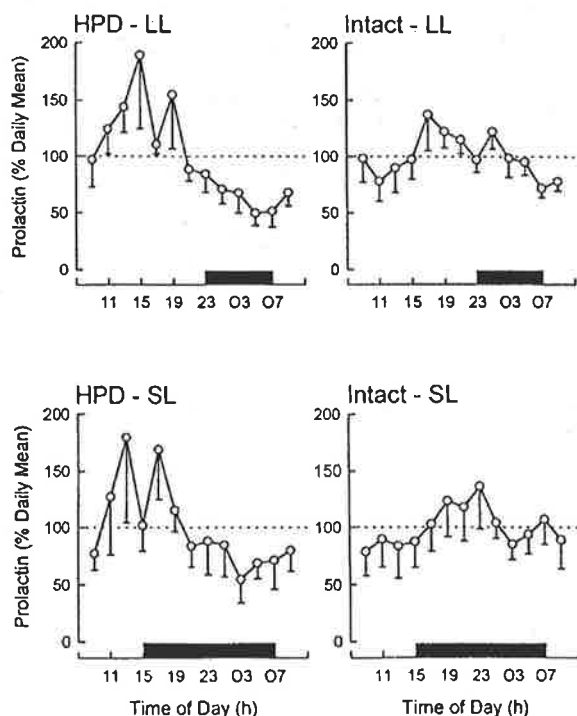 HPD - LL
Intact - LL
Prolactin (% Daily Mean)
200
150
100
50
0
200
150
100
50
0
11 15 19 23 03 07
11 15 19 23 03 07
HPD - SL
Intact - SL
Prolactin (% Daily Mean)
200
150
100
50
0
200
150
100
50
0
11 15 19 23 03 07
11 15 19 23 03 07
Time of Day (h)
Time of Day (h)